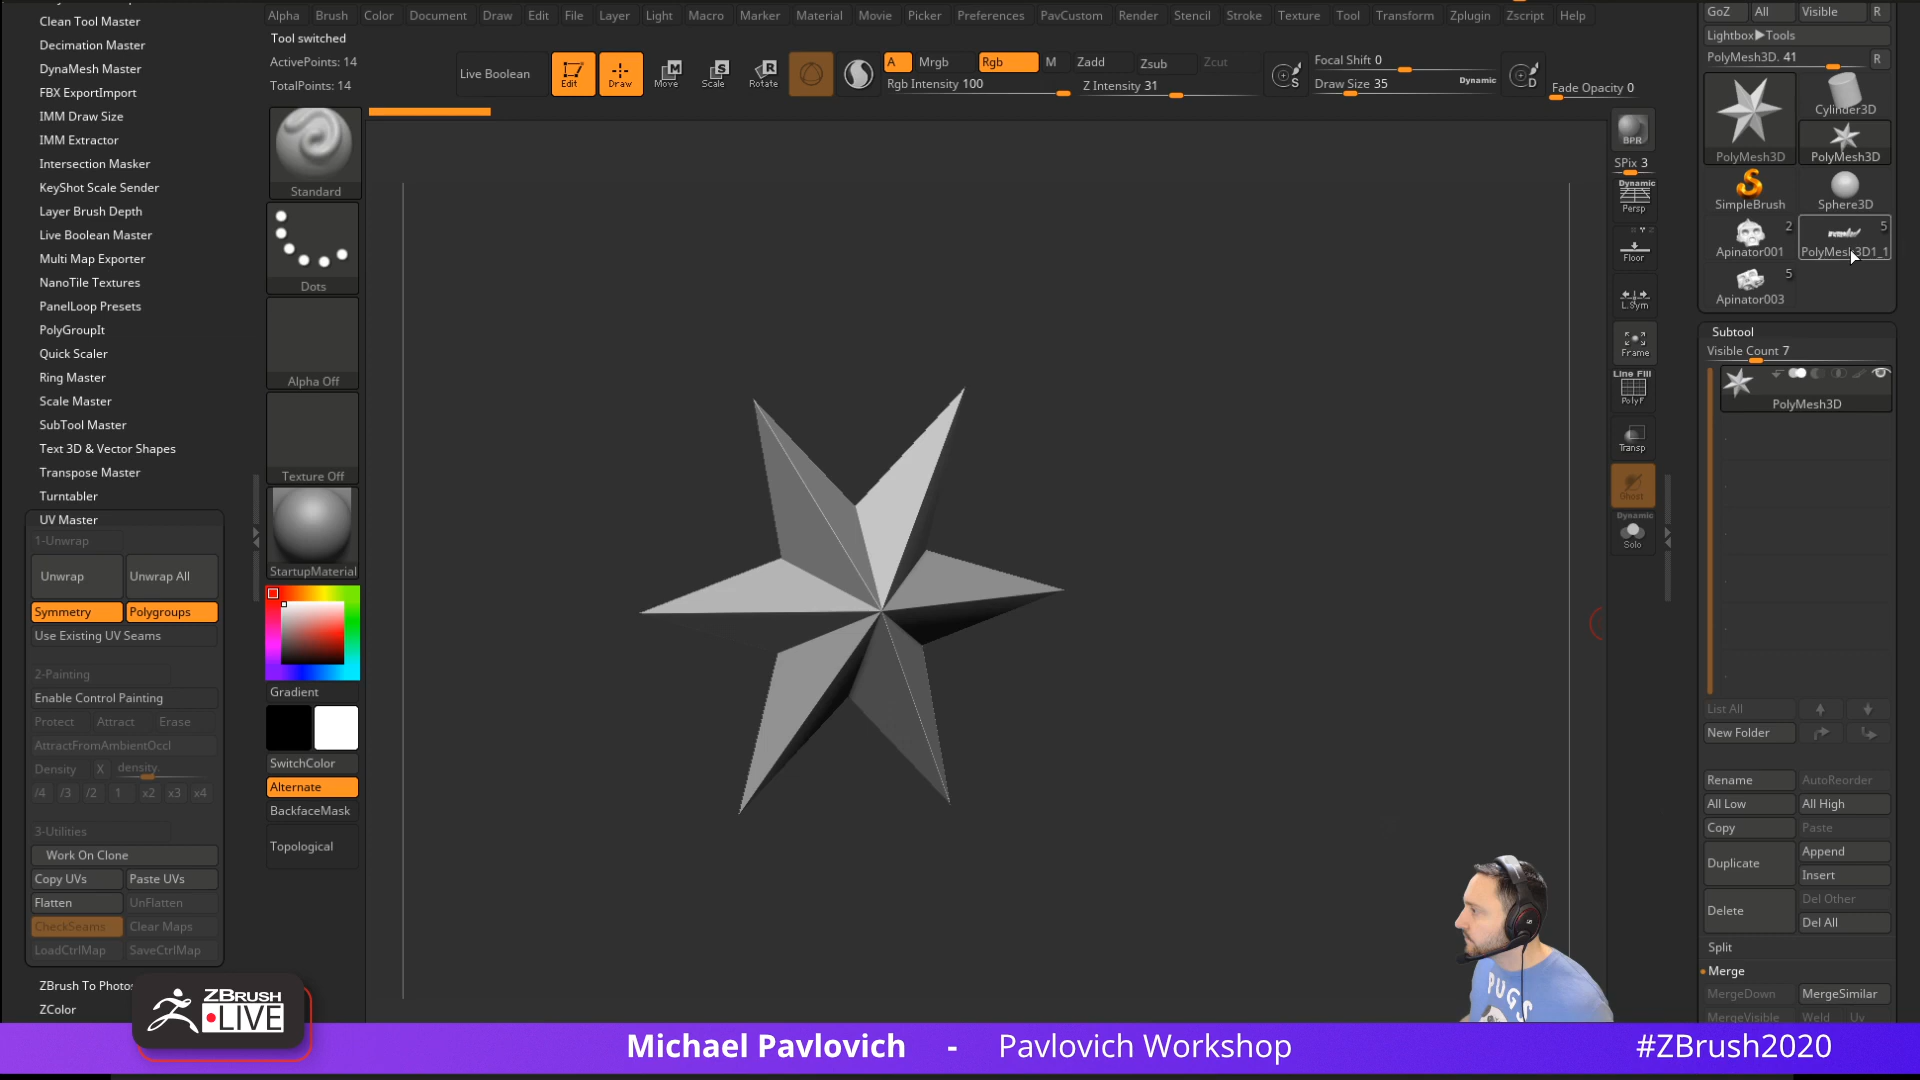 Clean Tool Master
Decimation Master
DynaMesh Master
FBX ExportImport
IMM Draw Size
IMM Extractor
Intersection Masker
KeyShot Scale Sender
Layer Brush Depth
Live Boolean Master
Multi Map Exporter
NanoTile Textures
PanelLoop Presets
PolyGroupIt
Quick Scaler
Ring Master
Scale Master
SubTool Master
Text 3D & Vector Shapes
Transpose Master
Turntabler
UV Master
1-Unwrap
Unwrap Unwrap All
Symmetry Polygroups
Use Existing UV Seams
2-Painting
Enable Control Painting
Protect Attract Erase
AttractFromAmbientOccl
Density X density.
/4 /3 /2 1 x2 x3 x4
3-Utilities
Work On Clone
Copy UVs Paste UVs
Flatten UnFlatten
CheckSeams Clear Maps
LoadCtrlMap SaveCtrlMap
ZBrush To Photos
ZColor
Alpha Brush Color Document Draw Edit File Layer Light Macro Marker Material Movie Picker Preferences PavCustom Render Stencil Stroke Texture Tool Transform Zplugin Zscript Help
Tool switched
ActivePoints: 14
TotalPoints: 14
Live Boolean
Edit Draw Move Scale Rotate
A Mrgb Rgb M Zadd Zsub Zcut
Rgb Intensity 100 Z Intensity 31
S
Focal Shift 0
Draw Size 35 Dynamic
D
Fade Opacity 0
Standard
Dots
Alpha Off
Texture Off
StartupMaterial
Gradient
SwitchColor
Alternate
BackfaceMask
Topological
BPR
SPix 3
Dynamic
Persp
Floor
L.Sym
Frame
Line Fill
PolyF
Transp
Ghost
Dynamic
Solo
GoZ All Visible R
Lightbox▶Tools
PolyMesh3D. 41 R
PolyMesh3D
Cylinder3D
PolyMesh3D
SimpleBrush Sphere3D
2 5
Apinator001 PolyMesh3D1_1
5
Apinator003
Subtool
Visible Count 7
PolyMesh3D
List All
New Folder
Rename AutoReorder
All Low All High
Copy Paste
Duplicate Append
Insert
Delete Del Other
Del All
Split
Merge
MergeDown MergeSimilar
MergeVisible Weld Uv
PUGS
ZBRUSH
LIVE
Michael Pavlovich - Pavlovich Workshop #ZBrush2020